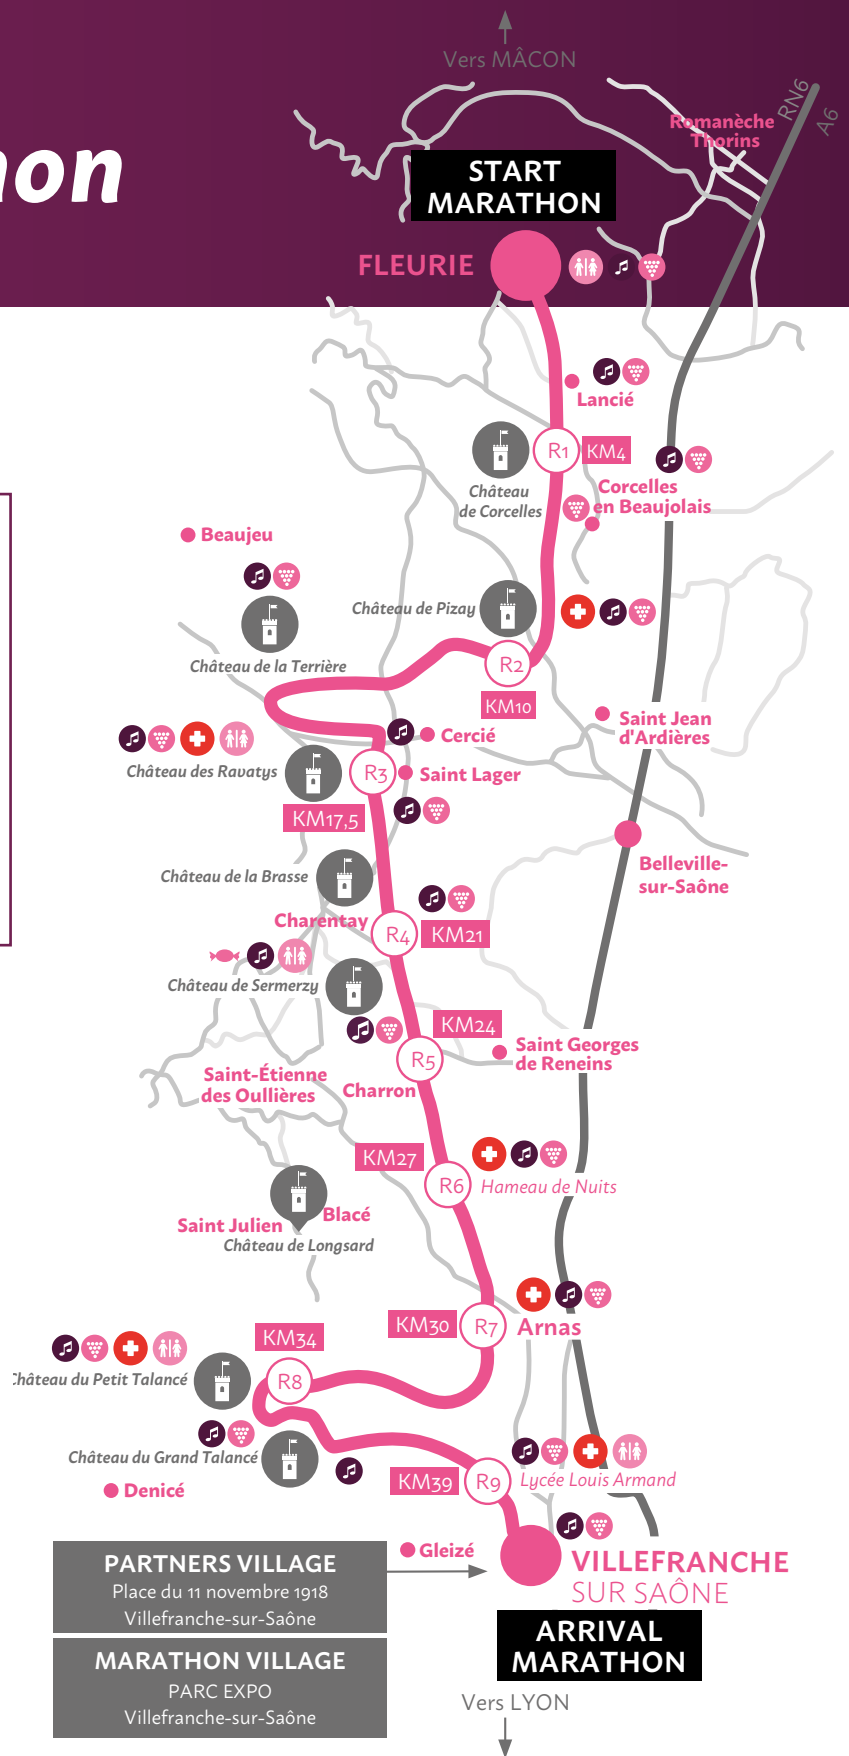 Vers MÂCON
RN6
A6
Romanèche
Thorins
non
START
MARATHON
FLEURIE
Lancié
R1
KM4
Château
de Corcelles
Corcelles
en Beaujolais
Beaujeu
Château de Pizay
Château de la Terrière
R2
KM10
Saint Jean
d'Ardières
Cercié
Château des Ravatys
R3
Saint Lager
KM17,5
Belleville-
sur-Saône
Château de la Brasse
Charentay
R4
KM21
Château de Sermerzy
KM24
Saint Georges
de Reneins
R5
Saint-Étienne
des Oullières
Charron
KM27
R6
Hameau de Nuits
Blacé
Saint Julien
Château de Longsard
KM30
R7
Arnas
KM34
R8
Château du Petit Talancé
Château du Grand Talancé
KM39
R9
Lycée Louis Armand
Denicé
Gleizé
VILLEFRANCHE
SUR SAÔNE
PARTNERS VILLAGE
Place du 11 novembre 1918
Villefranche-sur-Saône
ARRIVAL
MARATHON
MARATHON VILLAGE
PARC EXPO
Villefranche-sur-Saône
Vers LYON